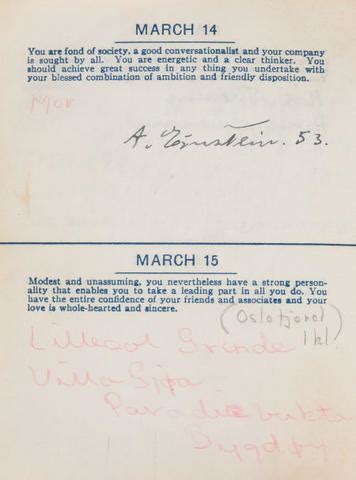 MARCH 14
You are fond of society, a good conversationalist and your company
is sought by all. You are energetic and a clear thinker. You
should achieve great success in any thing you undertake with
your blessed combination of ambition and friendly disposition.
Mor
A. Einstein. 53.
MARCH 15
Modest and unassuming, you nevertheless have a strong person-
ality that enables you to take a leading part in all you do. You
have the entire confidence of your friends and associates and your
love is whole-hearted and sincere.
(Oslofjord
1 kl)
Lillesol Grinde
Villa
Paradisbukta
Bygdøy